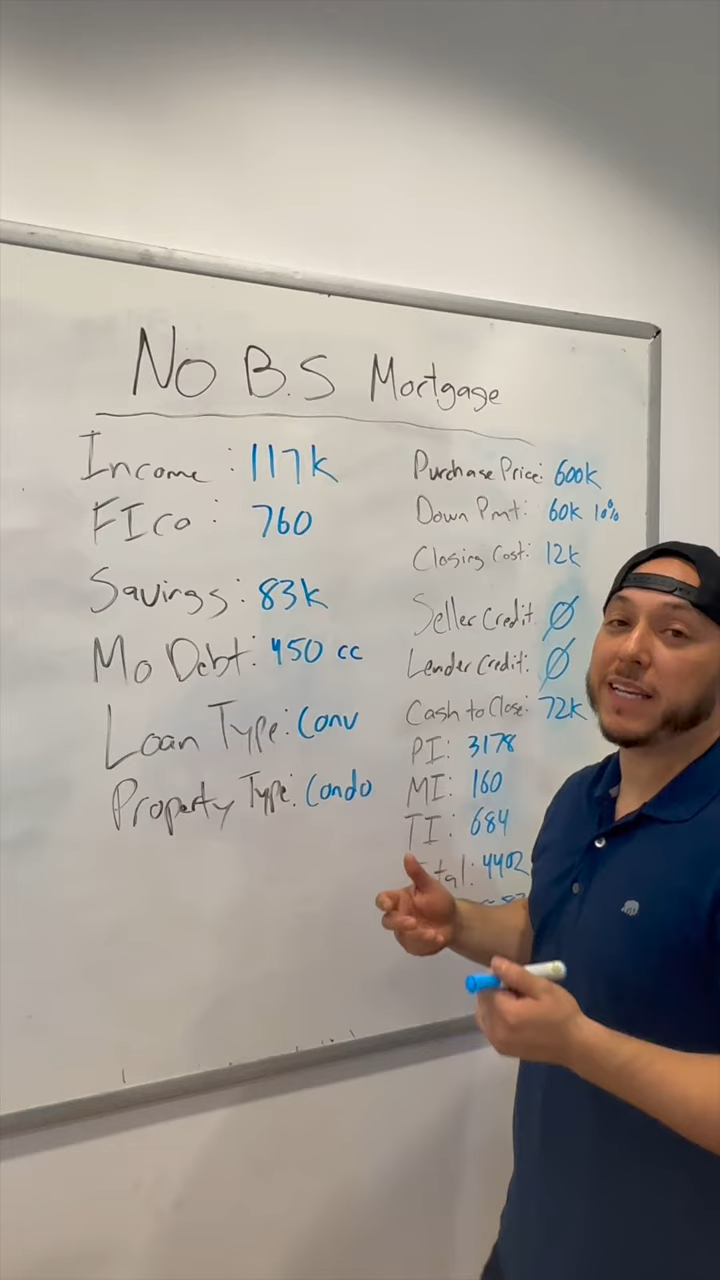 No B.S Mortgage
Income: 117k
FIco: 760
Savings: 83k
Mo Debt: 450 cc
Loan Type: Conv
Property Type: Condo
Purchase Price: 600k
Down Pmt: 60k 10%
Closing Cost: 12k
Seller Credit: Ø
Lender Credit: Ø
Cash to Close: 72k
PI: 3178
MI: 160
TI: 684
4402